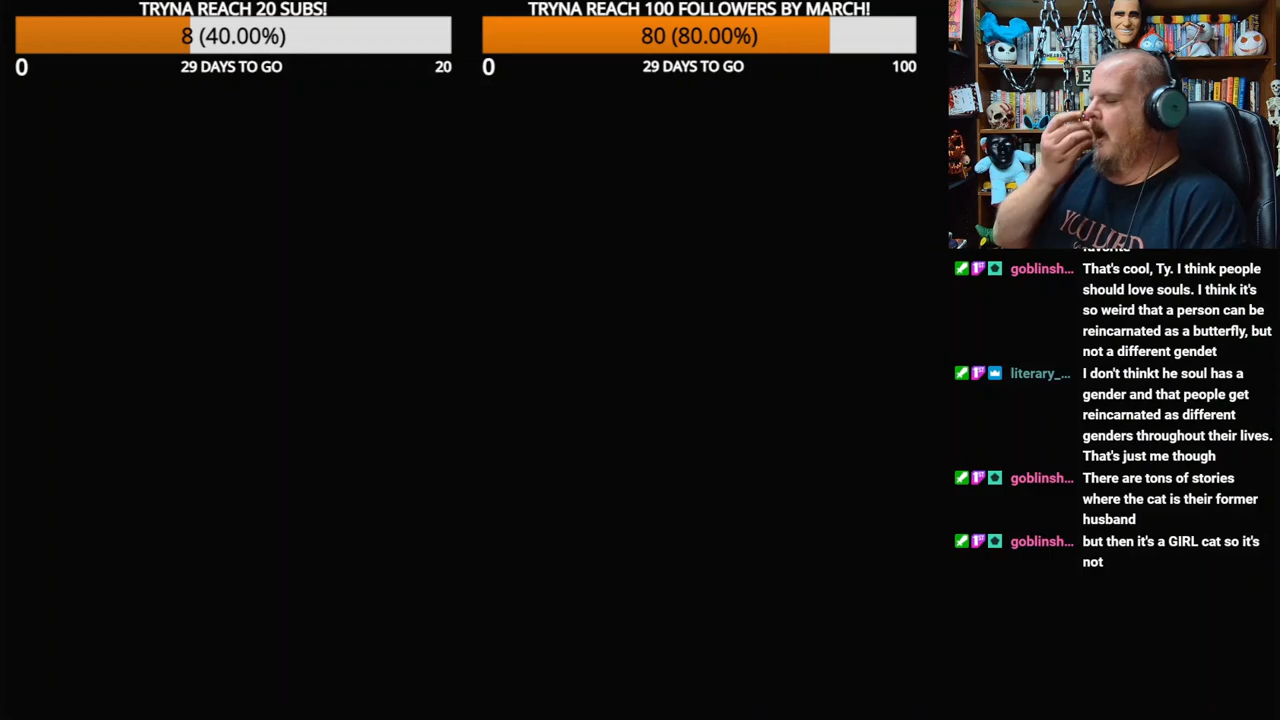 TRYNA REACH 20 SUBS!
8 (40.00%)
0
29 DAYS TO GO
20
TRYNA REACH 100 FOLLOWERS BY MARCH!
80 (80.00%)
0
29 DAYS TO GO
100
YOU LIED
goblinsh... That's cool, Ty. I think people
should love souls. I think it's
so weird that a person can be
reincarnated as a butterfly, but
not a different gendet
literary_... I don't thinkt he soul has a
gender and that people get
reincarnated as different
genders throughout their lives.
That's just me though
goblinsh... There are tons of stories
where the cat is their former
husband
goblinsh... but then it's a GIRL cat so it's
not